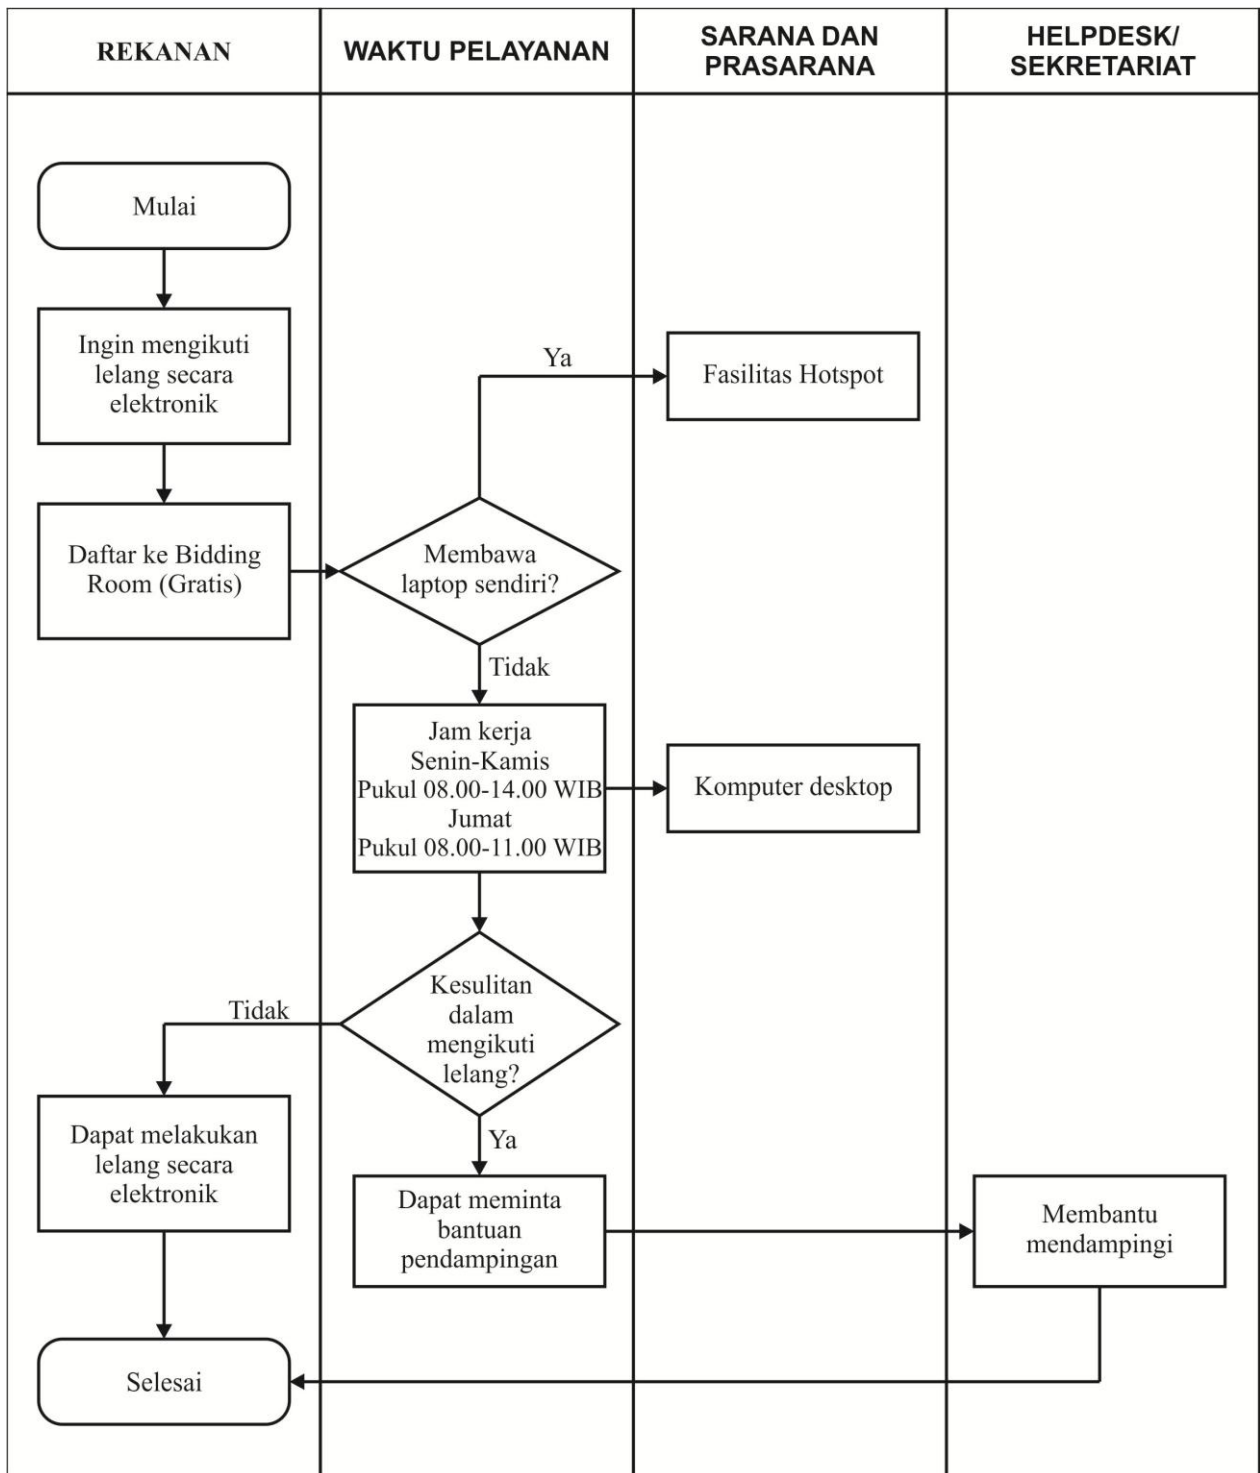 REKANAN
WAKTU PELAYANAN
SARANA DAN
PRASARANA
HELPDESK/
SEKRETARIAT
Mulai
Ingin mengikuti
lelang secara
elektronik
Ya
Fasilitas Hotspot
Daftar ke Bidding
Room (Gratis)
Membawa
laptop sendiri?
Tidak
Jam kerja
Senin-Kamis
Pukul 08.00-14.00 WIB
Jumat
Pukul 08.00-11.00 WIB
Komputer desktop
Kesulitan
dalam
mengikuti
lelang?
Tidak
Dapat melakukan
lelang secara
elektronik
Ya
Dapat meminta
bantuan
pendampingan
Membantu
mendampingi
Selesai